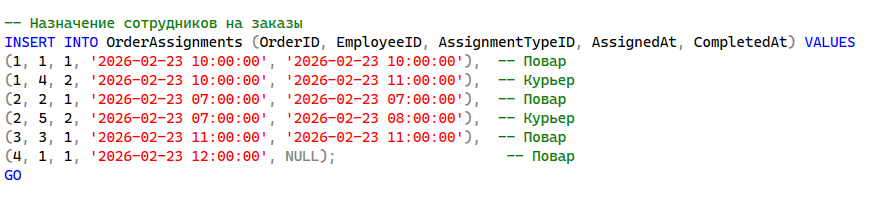 -- Назначение сотрудников на заказы
INSERT INTO OrderAssignments (OrderID, EmployeeID, AssignmentTypeID, AssignedAt, CompletedAt) VALUES
(1, 1, 1, '2026-02-23 10:00:00', '2026-02-23 10:00:00'),  -- Повар
(1, 4, 2, '2026-02-23 10:00:00', '2026-02-23 11:00:00'),  -- Курьер
(2, 2, 1, '2026-02-23 07:00:00', '2026-02-23 07:00:00'),  -- Повар
(2, 5, 2, '2026-02-23 07:00:00', '2026-02-23 08:00:00'),  -- Курьер
(3, 3, 1, '2026-02-23 11:00:00', '2026-02-23 11:00:00'),  -- Повар
(4, 1, 1, '2026-02-23 12:00:00', NULL);                   -- Повар
GO